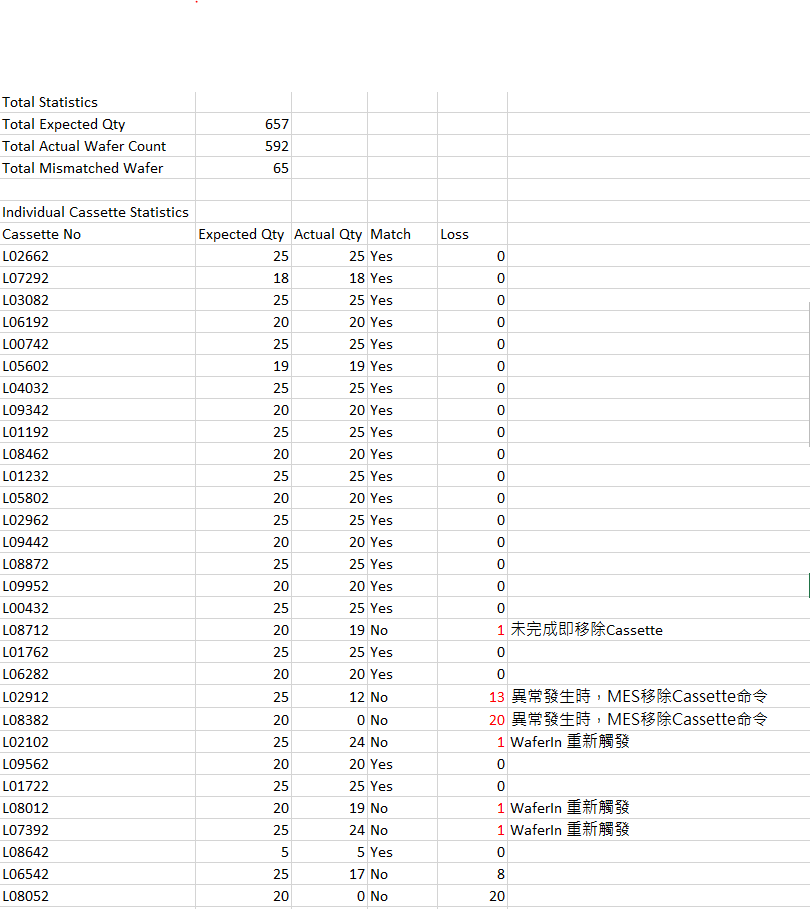 Total Statistics
Total Expected Qty 657
Total Actual Wafer Count 592
Total Mismatched Wafer 65
Individual Cassette Statistics
Cassette No Expected Qty Actual Qty Match Loss
L02662 25 25 Yes 0
L07292 18 18 Yes 0
L03082 25 25 Yes 0
L06192 20 20 Yes 0
L00742 25 25 Yes 0
L05602 19 19 Yes 0
L04032 25 25 Yes 0
L09342 20 20 Yes 0
L01192 25 25 Yes 0
L08462 20 20 Yes 0
L01232 25 25 Yes 0
L05802 20 20 Yes 0
L02962 25 25 Yes 0
L09442 20 20 Yes 0
L08872 25 25 Yes 0
L09952 20 20 Yes 0
L00432 25 25 Yes 0
L08712 20 19 No 1 未完成即移除Cassette
L01762 25 25 Yes 0
L06282 20 20 Yes 0
L02912 25 12 No 13 異常發生時，MES移除Cassette命令
L08382 20 0 No 20 異常發生時，MES移除Cassette命令
L02102 25 24 No 1 WaferIn 重新觸發
L09562 20 20 Yes 0
L01722 25 25 Yes 0
L08012 20 19 No 1 WaferIn 重新觸發
L07392 25 24 No 1 WaferIn 重新觸發
L08642 5 5 Yes 0
L06542 25 17 No 8
L08052 20 0 No 20